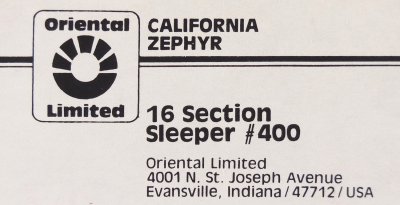 Oriental
Limited
CALIFORNIA
ZEPHYR
16 Section
Sleeper #400
Oriental Limited
4001 N. St. Joseph Avenue
Evansville, Indiana/47712/USA